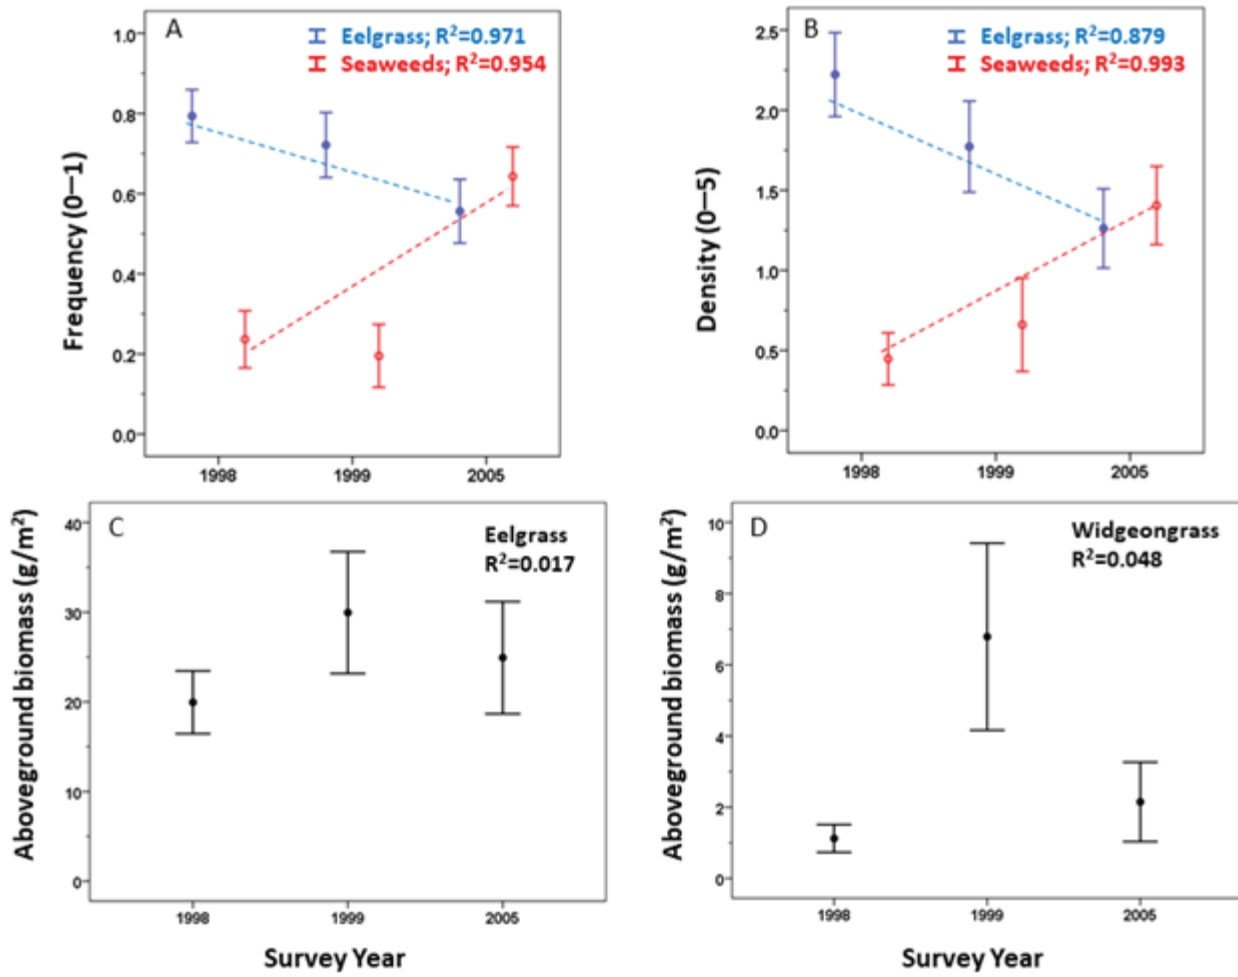 A
Eelgrass; R²=0.971
Seaweeds; R²=0.954
Frequency (0—1)
1.0
0.8
0.6
0.4
0.2
0.0
1998
1999
2005
B
Eelgrass; R²=0.879
Seaweeds; R²=0.993
Density (0—5)
2.5
2.0
1.5
1.0
0.5
0.0
1998
1999
2005
C
Eelgrass
R²=0.017
Aboveground biomass (g/m²)
40
30
20
10
0
1998
1999
2005
Survey Year
D
Widgeongrass
R²=0.048
Aboveground biomass (g/m²)
10
8
6
4
2
0
1998
1999
2005
Survey Year